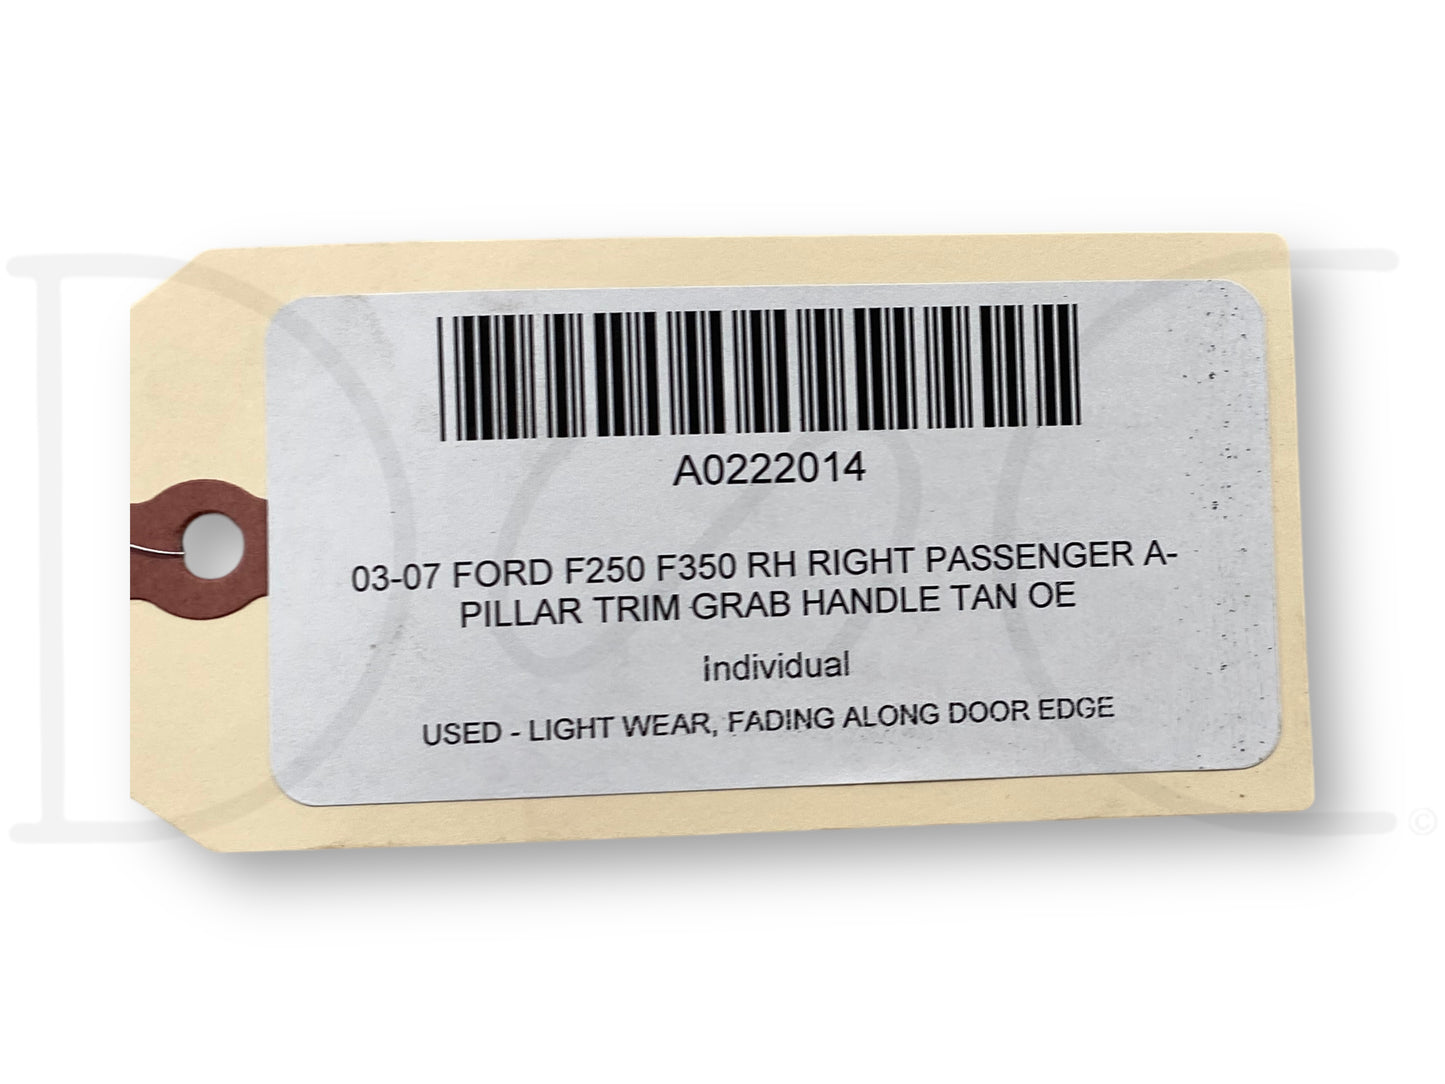 A0222014
03-07 FORD F250 F350 RH RIGHT PASSENGER A-
PILLAR TRIM GRAB HANDLE TAN OE
Individual
USED - LIGHT WEAR, FADING ALONG DOOR EDGE
©